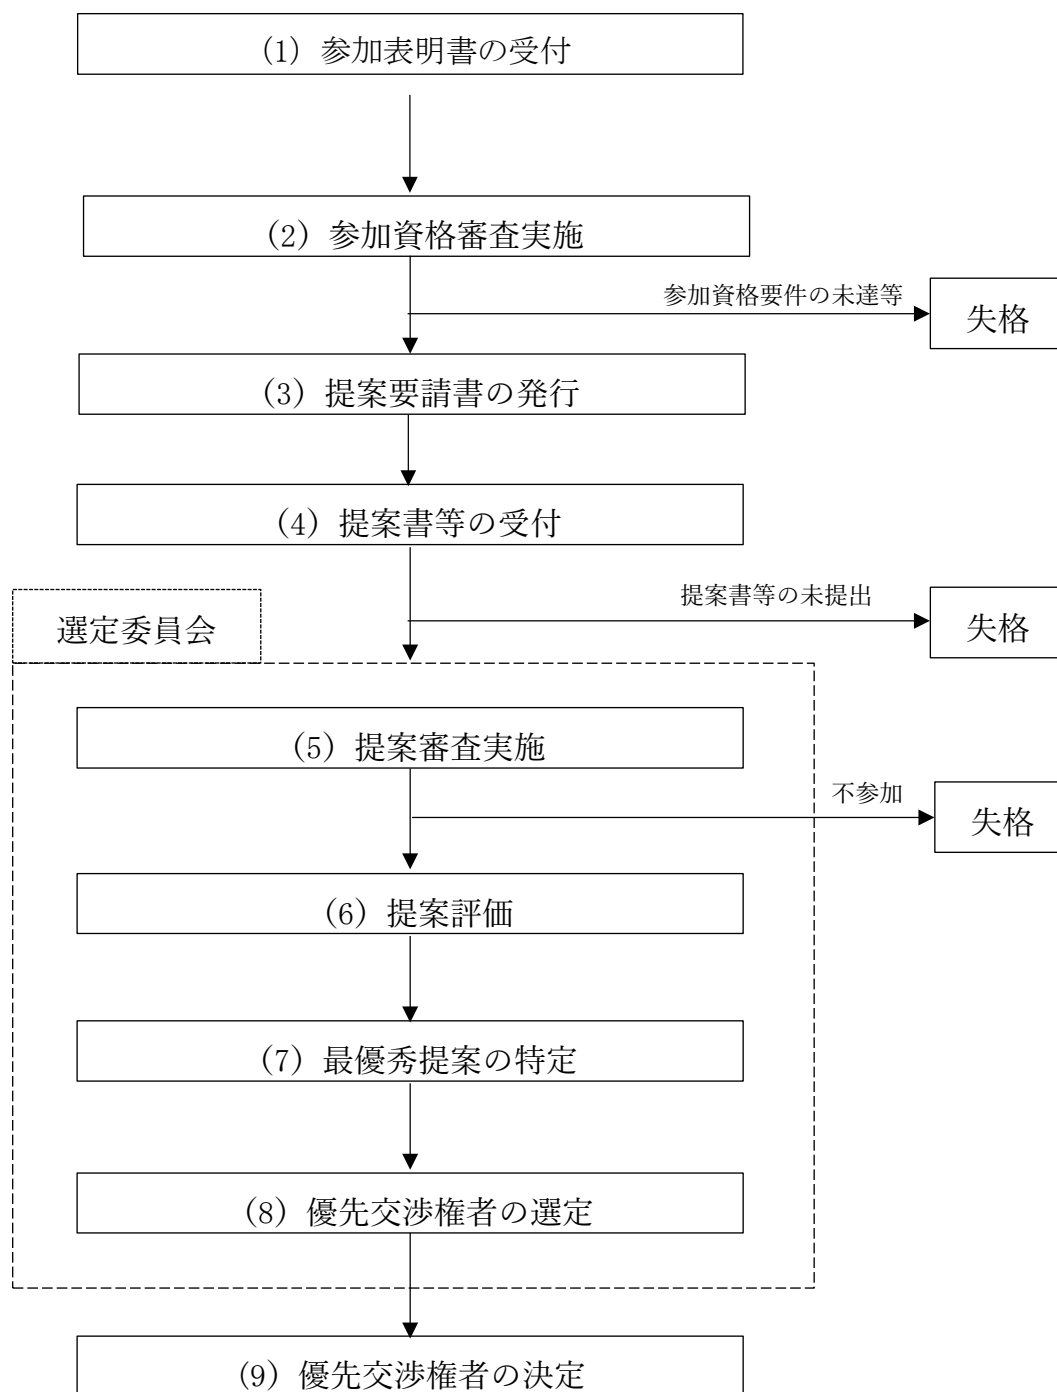 (1) 参加表明書の受付
(2) 参加資格審査実施
参加資格要件の未達等
失格
(3) 提案要請書の発行
(4) 提案書等の受付
提案書等の未提出
失格
選定委員会
(5) 提案審査実施
不参加
失格
(6) 提案評価
(7) 最優秀提案の特定
(8) 優先交渉権者の選定
(9) 優先交渉権者の決定